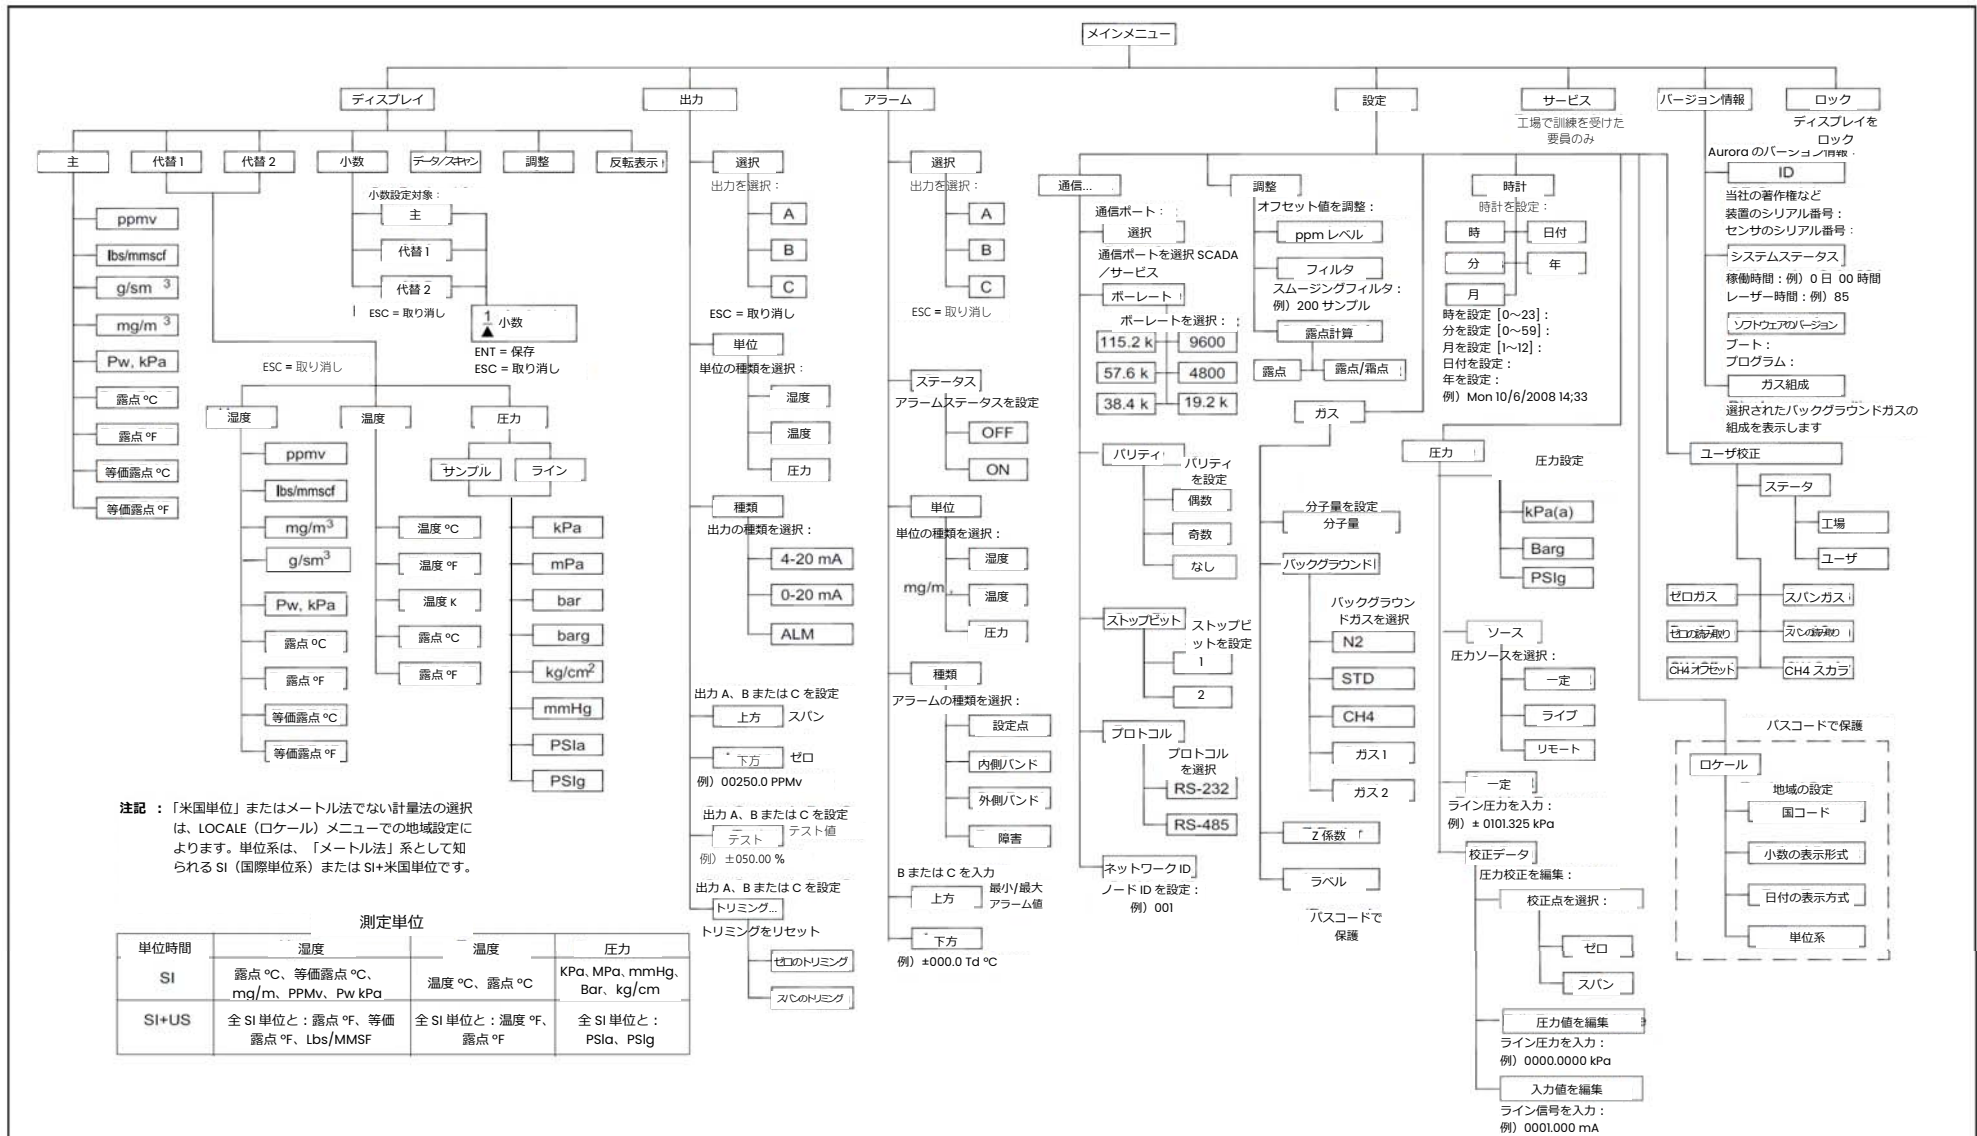 メインメニュー
ディスプレイ
出力
アラーム
設定
サービス
工場で訓練を受けた
要員のみ
バージョン情報
ロック
ディスプレイを
ロック
主
代替 1
代替 2
小数
データ/スキャン
調整
反転表示
ppmv
lbs/mmscf
g/sm 3
mg/m 3
Pw, kPa
露点 ºC
露点 ºF
等価露点 ºC
等価露点 ºF
小数設定対象：
主
代替 1
代替 2
ESC = 取り消し
1 小数
ENT = 保存
ESC = 取り消し
ESC = 取り消し
湿度
温度
圧力
ppmv
lbs/mmscf
mg/m3
g/sm3
Pw, kPa
露点 ºC
露点 ºF
等価露点 ºC
等価露点 ºF
温度 ºC
温度 ºF
温度 K
露点 ºC
露点 ºF
サンプル
ライン
kPa
mPa
bar
barg
kg/cm2
mmHg
PSIa
PSIg
選択
出力を選択：
A
B
C
ESC = 取り消し
単位
単位の種類を選択：
湿度
温度
圧力
種類
出力の種類を選択：
4-20 mA
0-20 mA
ALM
出力 A、B または C を設定
上方 スパン
下方 ゼロ
例）00250.0 PPMv
出力 A、B または C を設定
テスト テスト値
例）±050.00 %
出力 A、B または C を設定
トリミング...
トリミングをリセット
ゼロのトリミング
スパンのトリミング
選択
出力を選択：
A
B
C
ESC = 取り消し
ステータス
アラームステータスを設定
OFF
ON
単位
単位の種類を選択：
湿度
mg/m
温度
圧力
種類
アラームの種類を選択：
設定点
内側バンド
外側バンド
障害
B または C を入力
上方
最小/最大
アラーム値
下方
例）±000.0 Td ºC
通信...
通信ポート：
選択
通信ポートを選択 SCADA
／サービス
ボーレート
ボーレートを選択：
115.2 k 9600
57.6 k 4800
38.4 k 19.2 k
パリティ
パリティ
を設定
偶数
奇数
なし
ストップビット
ストップビ
ットを設定
1
2
プロトコル
プロトコル
を選択
RS-232
RS-485
ネットワーク ID
ノード ID を設定：
例）001
調整
オフセット値を調整：
ppm レベル
フィルタ
スムージングフィルタ：
例）200 サンプル
露点計算
露点
露点/霜点
ガス
分子量を設定
分子量
バックグラウンド
バックグラウン
ドガスを選択
N2
STD
CH4
ガス 1
ガス 2
Z 係数
ラベル
パスコードで
保護
時計
時計を設定：
時 日付
分 年
月
時を設定 [0～23]：
分を設定 [0～59]：
月を設定 [1～12]：
日付を設定：
年を設定：
例）Mon 10/6/2008 14;33
圧力
圧力設定
kPa(a)
Barg
PSIg
ソース
圧力ソースを選択：
一定
ライブ
リモート
一定
ライン圧力を入力：
例）± 0101.325 kPa
校正データ
圧力校正を編集：
校正点を選択：
ゼロ
スパン
圧力値を編集
ライン圧力を入力：
例）0000.0000 kPa
入力値を編集
ライン信号を入力：
例）0001.000 mA
Aurora のバージョン情報：
ID
当社の著作権など
装置のシリアル番号：
センサのシリアル番号：
システムステータス
稼働時間：例）0 日 00 時間
レーザー時間：例）85
ソフトウェアのバージョン
ブート：
プログラム：
ガス組成
選択されたバックグラウンドガスの
組成を表示します
ユーザ校正
ステータ
工場
ユーザ
ゼロガス
スパンガス
ゼロの読み取り
スパンの読み取り
CH4 オフセット
CH4 スカラ
パスコードで保護
ロケール
地域の設定
国コード
小数の表示形式
日付の表示方式
単位系
注記 ：「米国単位」またはメートル法でない計量法の選択
は、LOCALE（ロケール）メニューでの地域設定に
よります。単位系は、「メートル法」系として知
られる SI（国際単位系）または SI+米国単位です。
測定単位
単位時間 湿度 温度 圧力
SI
露点 ºC、等価露点 ºC、
mg/m、PPMv、Pw kPa
温度 ºC、露点 ºC
KPa、MPa、mmHg、
Bar、kg/cm
SI+US
全 SI 単位と：露点 ºF、等価
露点 ºF、Lbs/MMSF
全 SI 単位と：温度 ºF、
露点 ºF
全 SI 単位と：
PSIa、PSIg